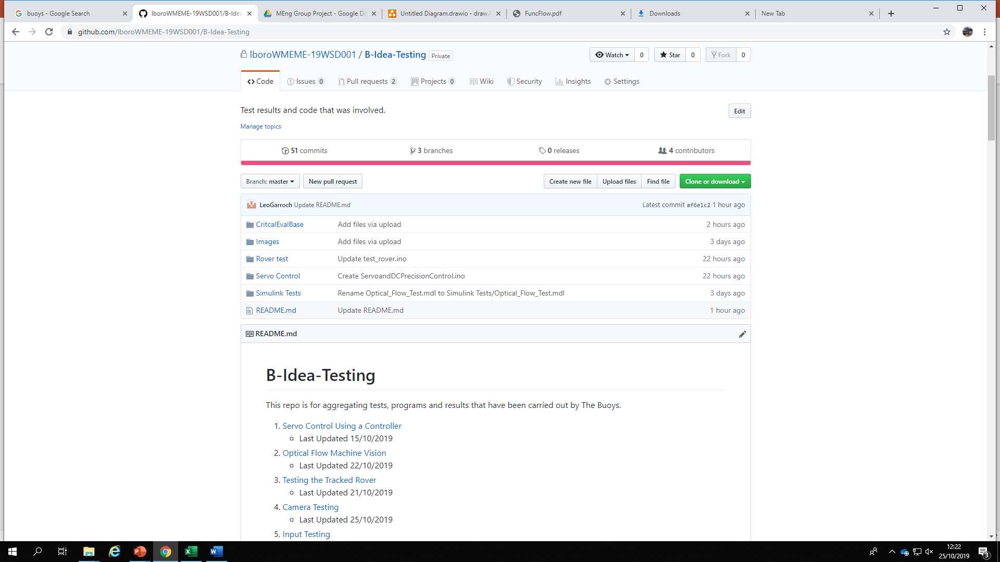 buoys - Google Search
lboroWMEME-19WSD001/B-Idea
MEng Group Project - Google Dr
Untitled Diagram.drawio - draw.i
FuncFlow.pdf
Downloads
New Tab
github.com/lboroWMEME-19WSD001/B-Idea-Testing
lboroWMEME-19WSD001 / B-Idea-Testing Private
Watch 0 Star 0 Fork 0
Code Issues 0 Pull requests 2 Projects 0 Wiki Security Insights Settings
Test results and code that was involved.
Edit
Manage topics
51 commits 3 branches 0 releases 4 contributors
Branch: master New pull request Create new file Upload files Find file Clone or download
LeoGarroch Update README.md Latest commit af6e1c2 1 hour ago
CritcalEvalBase Add files via upload 2 hours ago
Images Add files via upload 3 days ago
Rover test Update test_rover.ino 22 hours ago
Servo Control Create ServoandDCPrecisionControl.ino 22 hours ago
Simulink Tests Rename Optical_Flow_Test.mdl to Simulink Tests/Optical_Flow_Test.mdl 3 days ago
README.md Update README.md 1 hour ago
README.md
B-Idea-Testing
This repo is for aggregating tests, programs and results that have been carried out by The Buoys.
1. Servo Control Using a Controller
Last Updated 15/10/2019
2. Optical Flow Machine Vision
Last Updated 22/10/2019
3. Testing the Tracked Rover
Last Updated 21/10/2019
4. Camera Testing
Last Updated 25/10/2019
5. Input Testing
12:22
25/10/2019
3